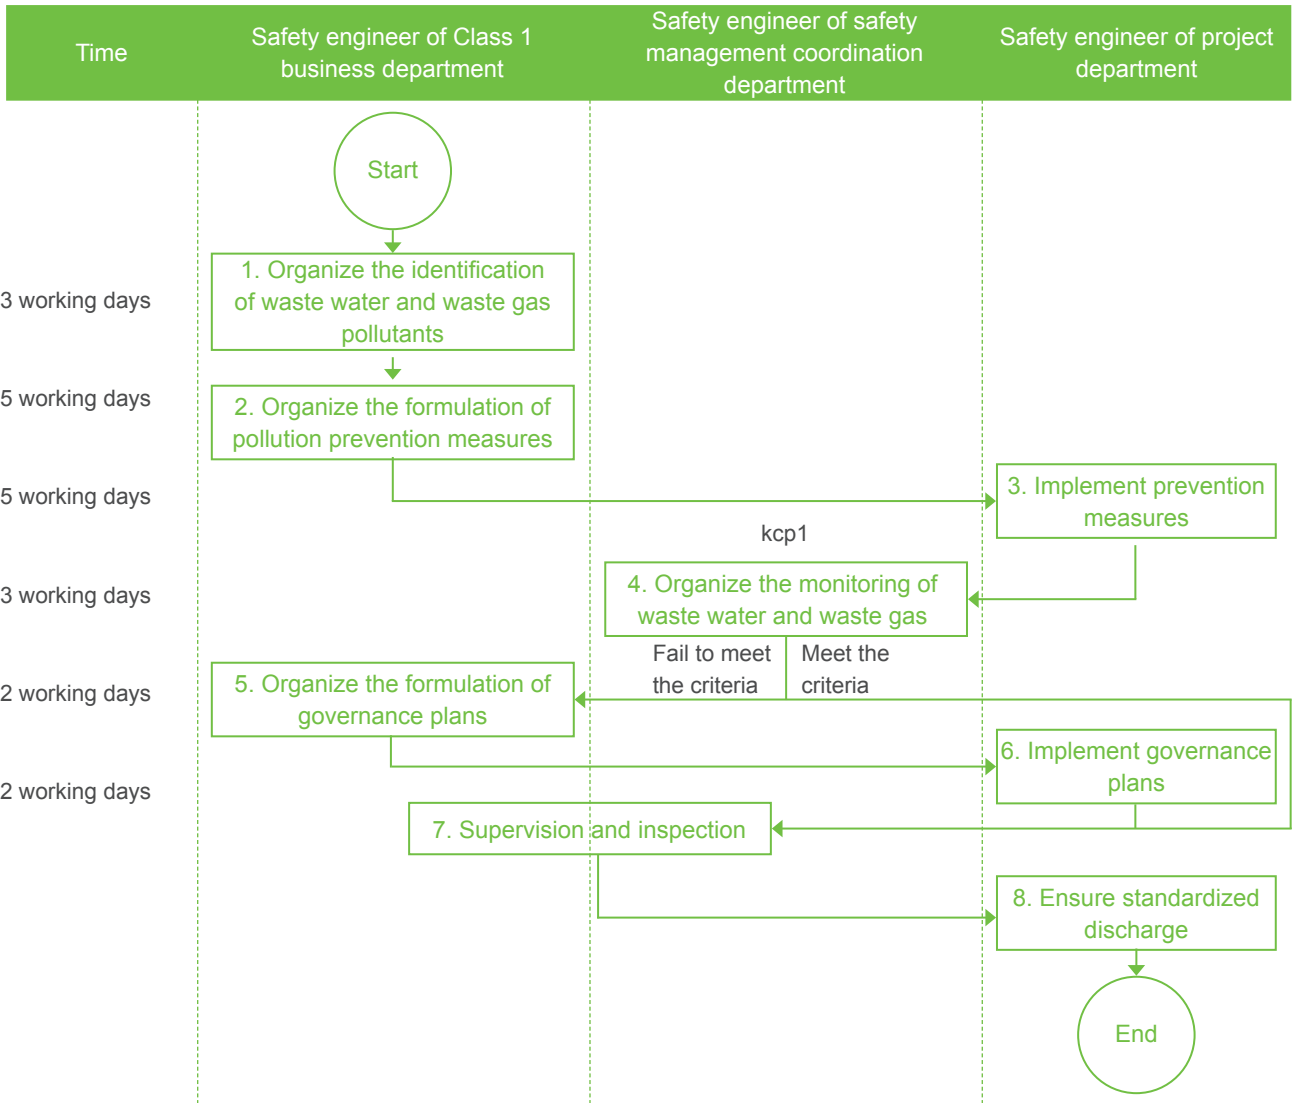 Time
Safety engineer of Class 1
business department
Safety engineer of safety
management coordination
department
Safety engineer of project
department
Start
3 working days
1. Organize the identification
of waste water and waste gas
pollutants
5 working days
2. Organize the formulation of
pollution prevention measures
5 working days
3. Implement prevention
measures
kcp1
3 working days
4. Organize the monitoring of
waste water and waste gas
Fail to meet
the criteria
Meet the
criteria
2 working days
5. Organize the formulation of
governance plans
6. Implement governance
plans
2 working days
7. Supervision and inspection
8. Ensure standardized
discharge
End